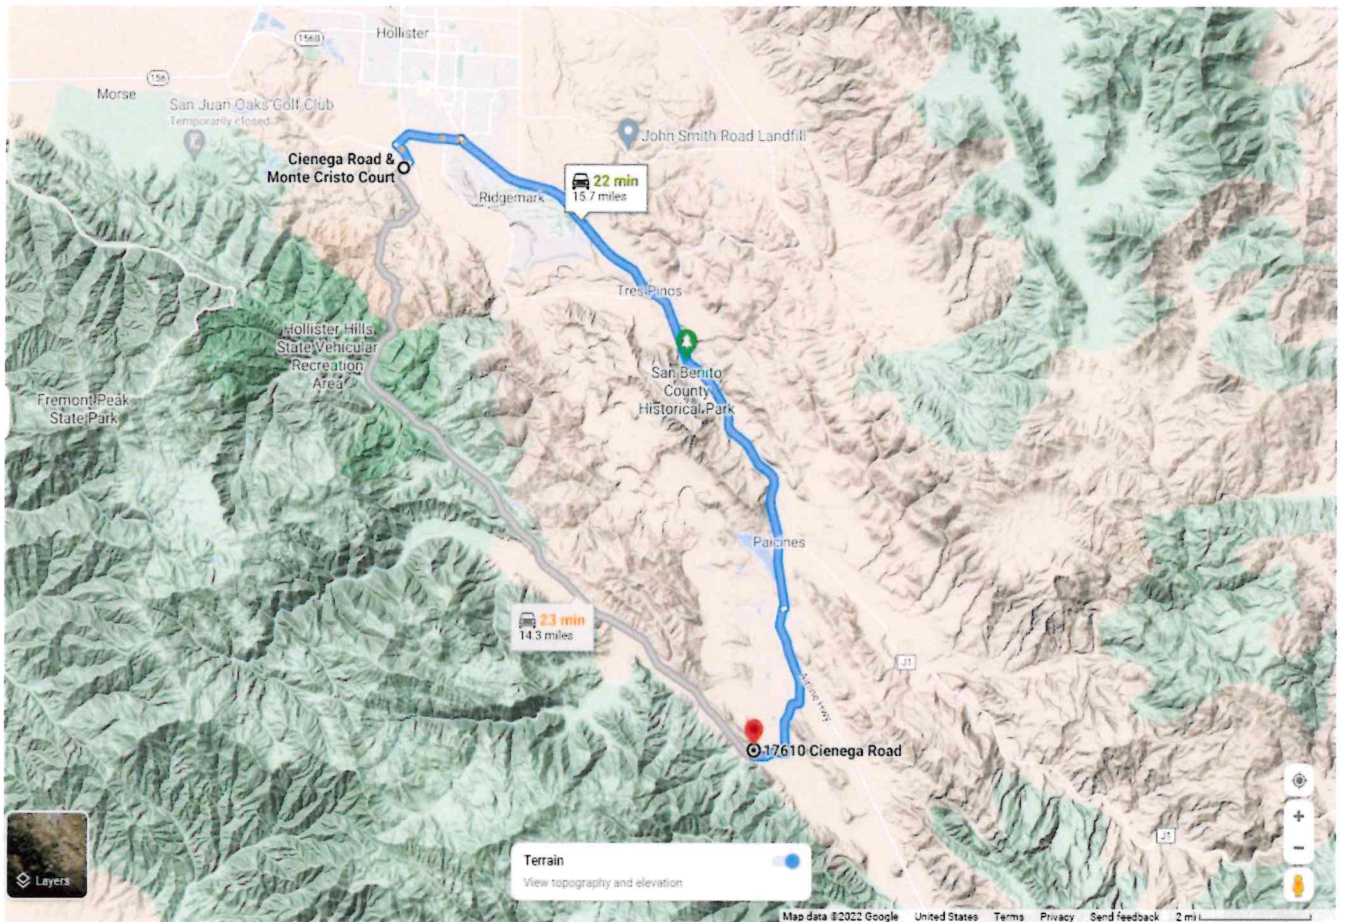 Hollister
156B
156
Morse
San Juan Oaks Golf Club
Temporarily closed
John Smith Road Landfill
Cienega Road &
Monte Cristo Court
22 min
15.7 miles
Ridgemark
Tres Pinos
Hollister Hills
State Vehicular
Recreation
Area
San Benito
County
Historical Park
Fremont Peak
State Park
Paicines
23 min
14.3 miles
J1
Airline Hwy
17610 Cienega Road
J1
Layers
Terrain
View topography and elevation
Map data ©2022 Google United States Terms Privacy Send feedback 2 mi